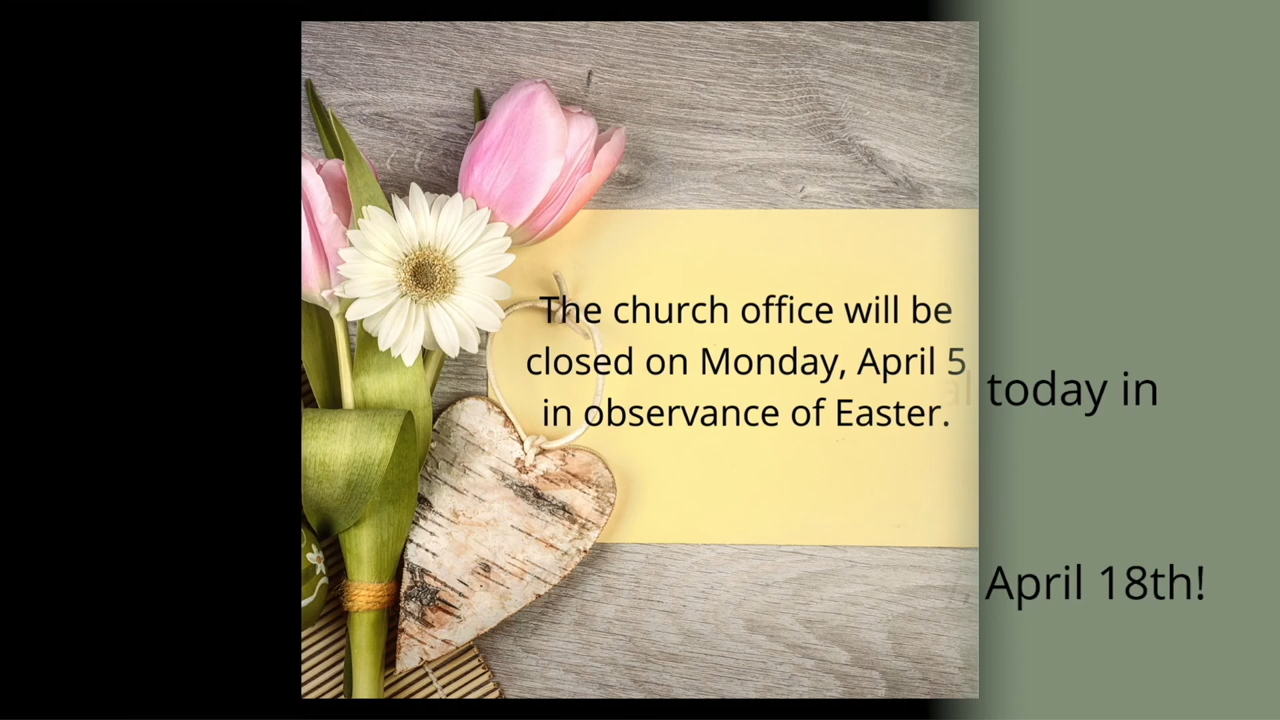 The church office will be
closed on Monday, April 5
in observance of Easter.
today in
April 18th!